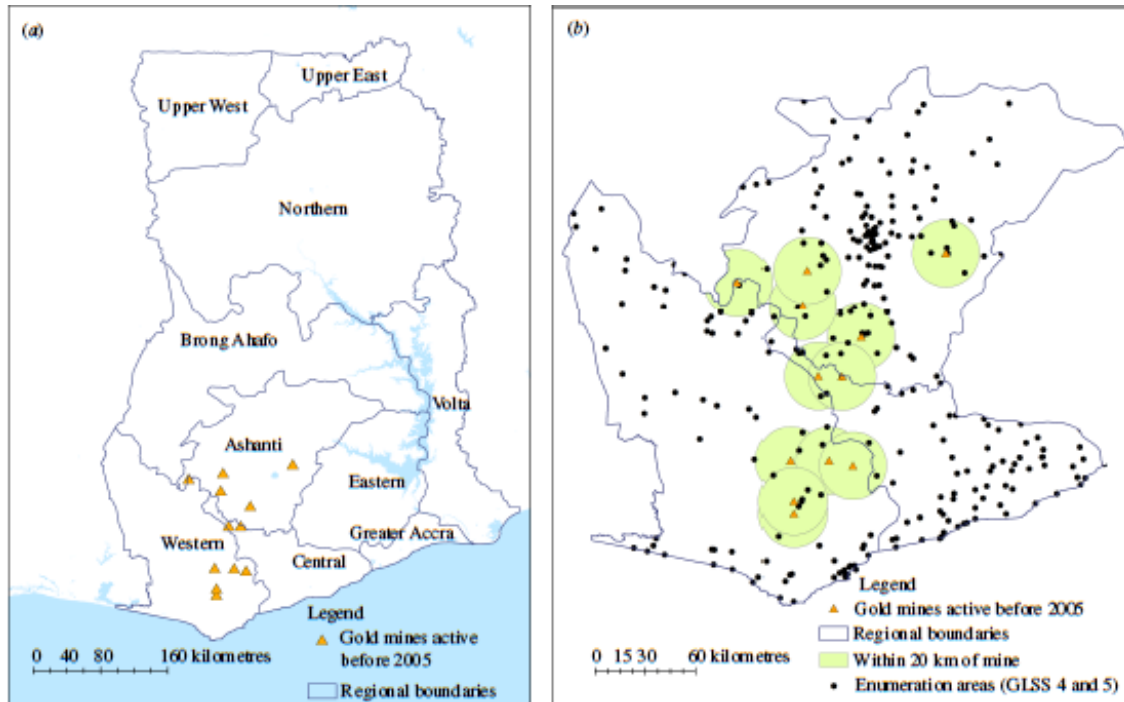 (a)
Upper East
Upper West
Northern
Brong Ahafo
Volta
Ashanti
Eastern
Western
Greater Accra
Central
Legend
Gold mines active
before 2005
Regional boundaries
0 40 80 160 kilometres
(b)
Legend
Gold mines active before 2005
Regional boundaries
Within 20 km of mine
Enumeration areas (GLSS 4 and 5)
0 15 30 60 kilometres